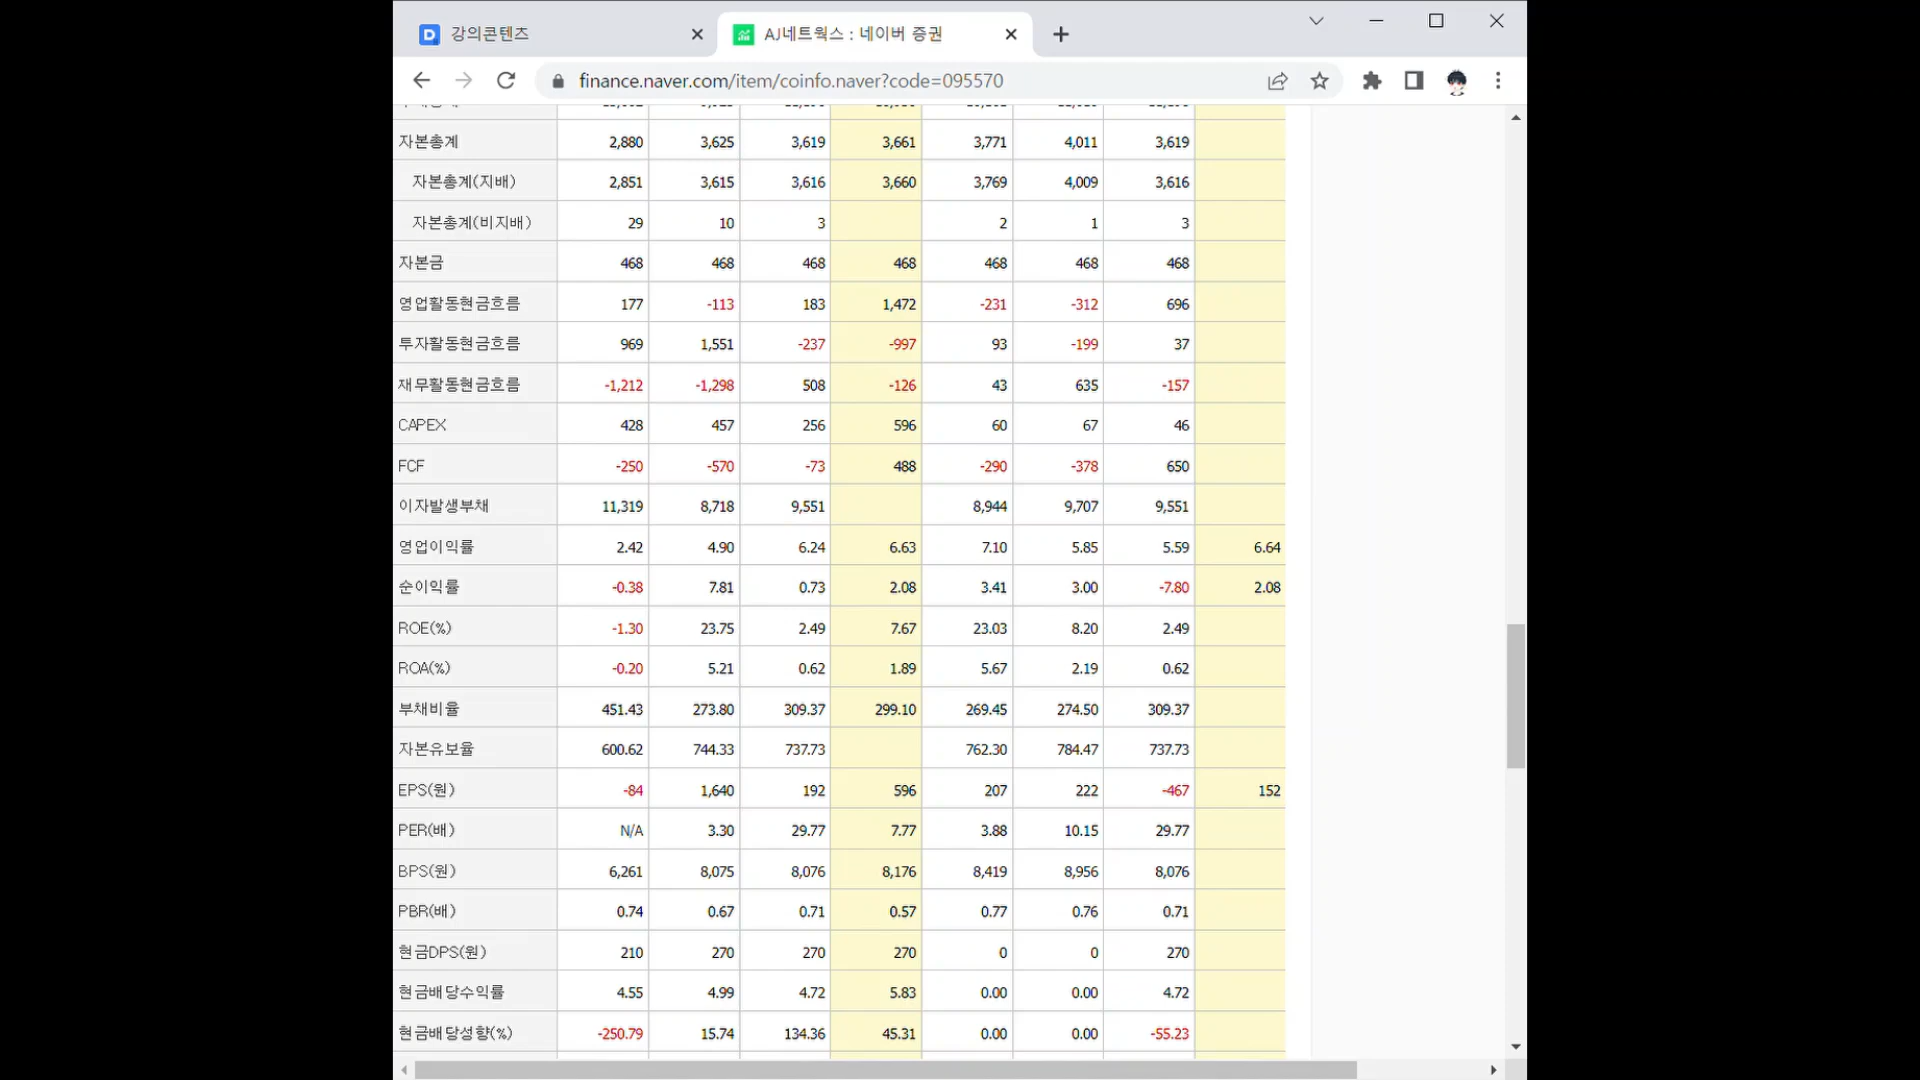 강의콘텐츠
AJ네트웍스 : 네이버 증권
finance.naver.com/item/coinfo.naver?code=095570
자본총계 2,880 3,625 3,619 3,661 3,771 4,011 3,619
자본총계(지배) 2,851 3,615 3,616 3,660 3,769 4,009 3,616
자본총계(비지배) 29 10 3 2 1 3
자본금 468 468 468 468 468 468 468
영업활동현금흐름 177 -113 183 1,472 -231 -312 696
투자활동현금흐름 969 1,551 -237 -997 93 -199 37
재무활동현금흐름 -1,212 -1,298 508 -126 43 635 -157
CAPEX 428 457 256 596 60 67 46
FCF -250 -570 -73 488 -290 -378 650
이자발생부채 11,319 8,718 9,551 8,944 9,707 9,551
영업이익률 2.42 4.90 6.24 6.63 7.10 5.85 5.59 6.64
순이익률 -0.38 7.81 0.73 2.08 3.41 3.00 -7.80 2.08
ROE(%) -1.30 23.75 2.49 7.67 23.03 8.20 2.49
ROA(%) -0.20 5.21 0.62 1.89 5.67 2.19 0.62
부채비율 451.43 273.80 309.37 299.10 269.45 274.50 309.37
자본유보율 600.62 744.33 737.73 762.30 784.47 737.73
EPS(원) -84 1,640 192 596 207 222 -467 152
PER(배) N/A 3.30 29.77 7.77 3.88 10.15 29.77
BPS(원) 6,261 8,075 8,076 8,176 8,419 8,956 8,076
PBR(배) 0.74 0.67 0.71 0.57 0.77 0.76 0.71
현금DPS(원) 210 270 270 270 0 0 270
현금배당수익률 4.55 4.99 4.72 5.83 0.00 0.00 4.72
현금배당성향(%) -250.79 15.74 134.36 45.31 0.00 0.00 -55.23